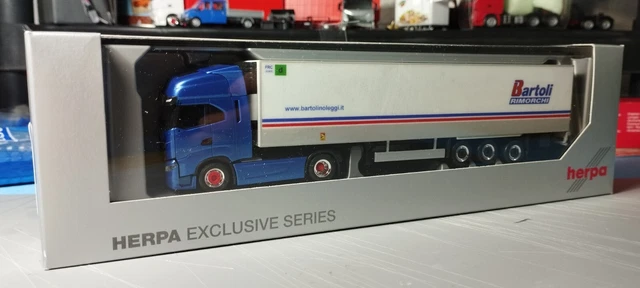 www.bartolinoleggi.it
Bartoli
RIMORCHI
herpa
HERPA EXCLUSIVE SERIES